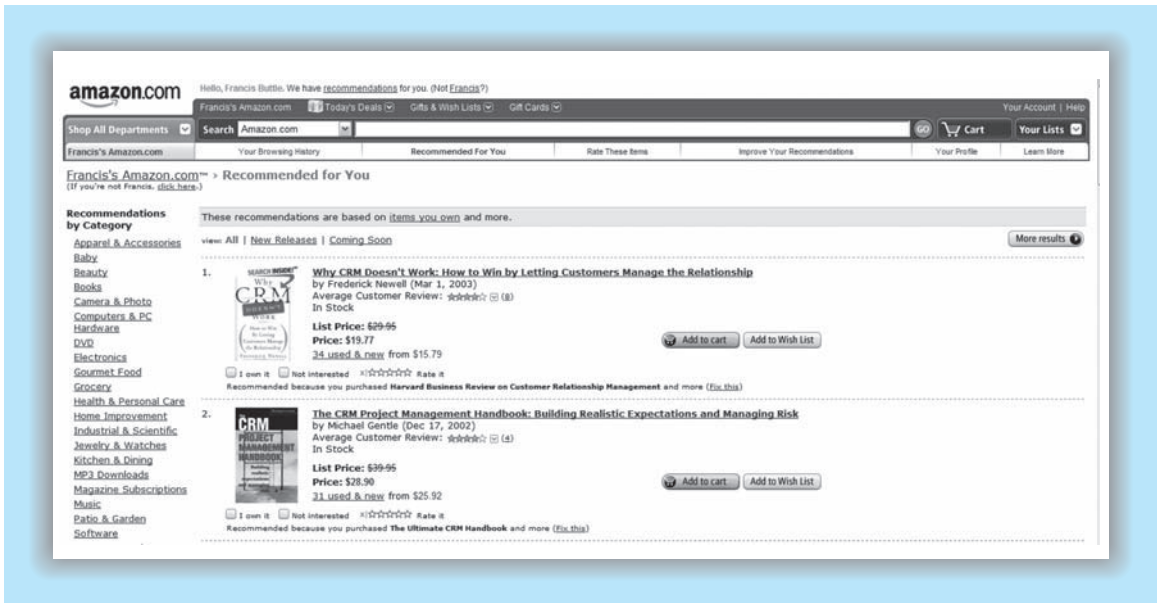 amazon.com
Hello, Francis Buttle. We have recommendations for you. (Not Francis?)
Francis's Amazon.com Today's Deals Gifts & Wish Lists Gift Cards Your Account | Help
Shop All Departments Search Amazon.com GO Cart Your Lists
Francis's Amazon.com Your Browsing History Recommended For You Rate These Items Improve Your Recommendations Your Profile Learn More
Francis's Amazon.com™ › Recommended for You
(If you're not Francis, click here.)
Recommendations
by Category
Apparel & Accessories
Baby
Beauty
Books
Camera & Photo
Computers & PC
Hardware
DVD
Electronics
Gourmet Food
Grocery
Health & Personal Care
Home Improvement
Industrial & Scientific
Jewelry & Watches
Kitchen & Dining
MP3 Downloads
Magazine Subscriptions
Music
Patio & Garden
Software
These recommendations are based on items you own and more.
view: All | New Releases | Coming Soon
More results
1.
SEARCH INSIDE!™
Why
CRM
DOESN'T
WORK
Why CRM Doesn't Work: How to Win by Letting Customers Manage the Relationship
by Frederick Newell (Mar 1, 2003)
Average Customer Review: (8)
In Stock
List Price: $29.95
Price: $19.77
34 used & new from $15.79
Add to cart Add to Wish List
I own it Not interested Rate it
Recommended because you purchased Harvard Business Review on Customer Relationship Management and more (Fix this)
2.
The
CRM
PROJECT
MANAGEMENT
HANDBOOK
The CRM Project Management Handbook: Building Realistic Expectations and Managing Risk
by Michael Gentle (Dec 17, 2002)
Average Customer Review: (4)
In Stock
List Price: $39.95
Price: $28.90
31 used & new from $25.92
Add to cart Add to Wish List
I own it Not interested Rate it
Recommended because you purchased The Ultimate CRM Handbook and more (Fix this)